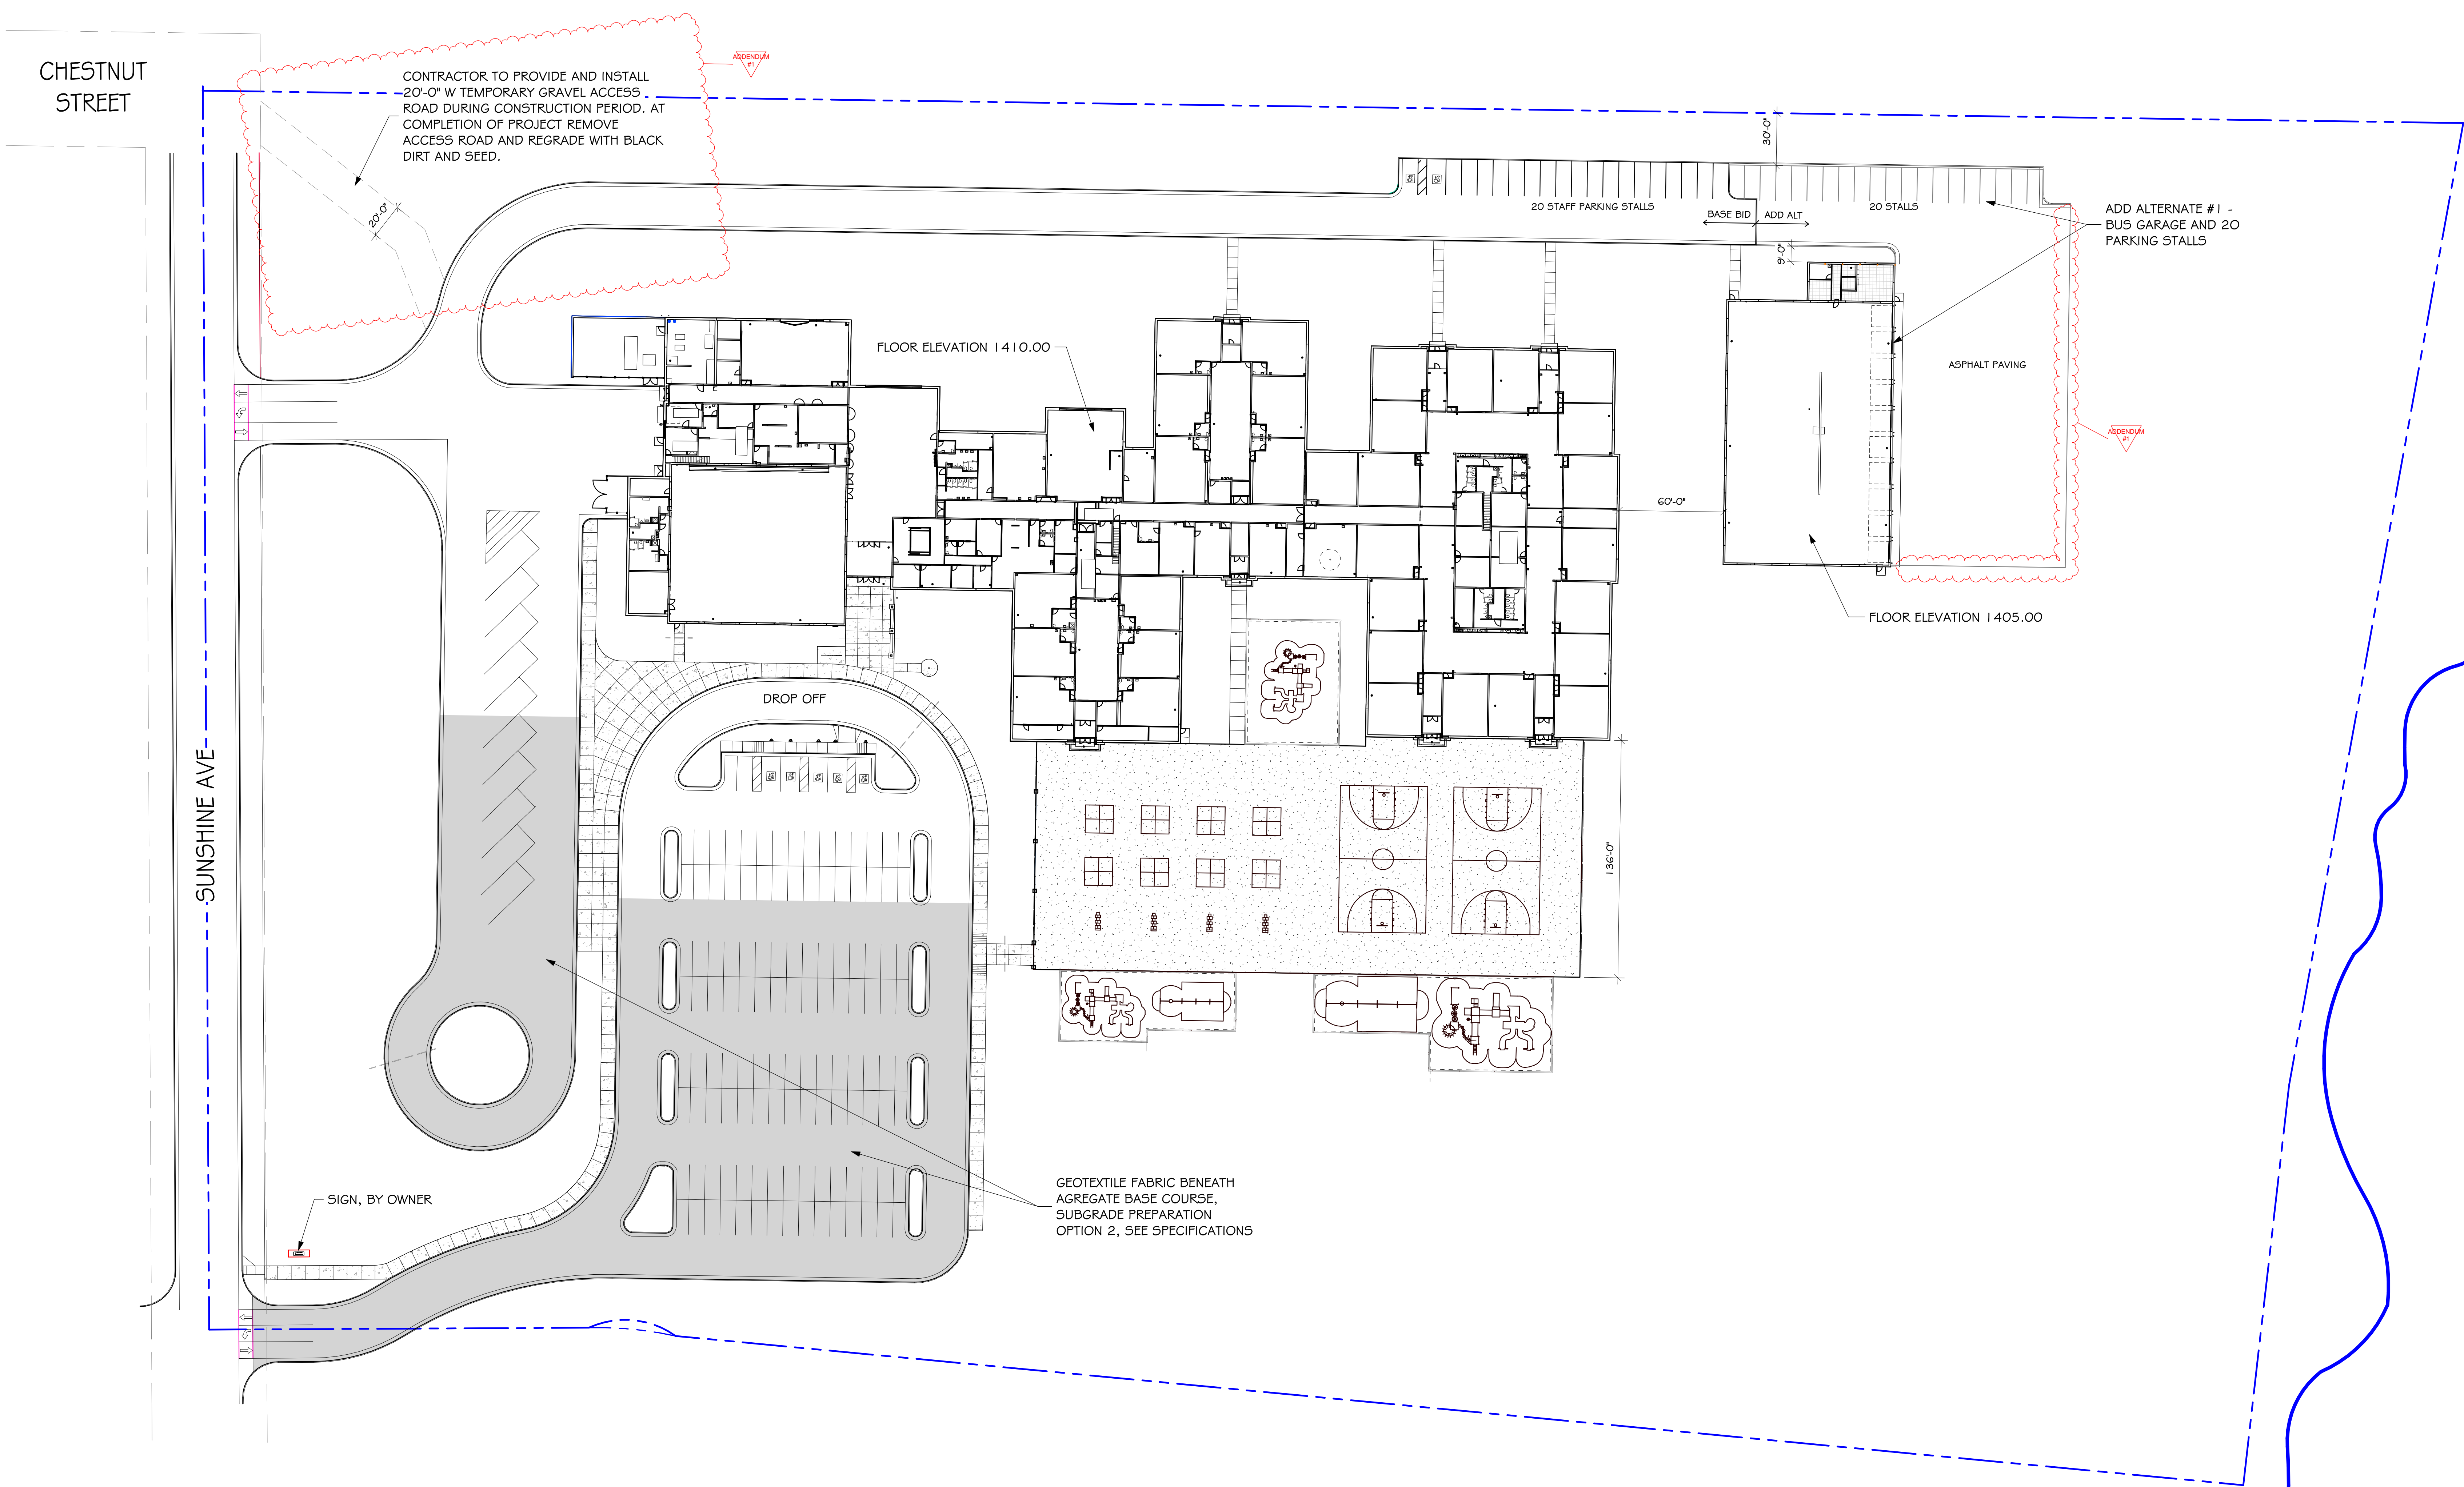 CHESTNUT
STREET
CONTRACTOR TO PROVIDE AND INSTALL
20'-0" W TEMPORARY GRAVEL ACCESS
ROAD DURING CONSTRUCTION PERIOD. AT
COMPLETION OF PROJECT REMOVE
ACCESS ROAD AND REGRADE WITH BLACK
DIRT AND SEED.
ADDENDUM
#1
20'-0"
30'-0"
20 STAFF PARKING STALLS
BASE BID
ADD ALT
20 STALLS
9'-0"
ADD ALTERNATE #1 -
BUS GARAGE AND 20
PARKING STALLS
FLOOR ELEVATION 1410.00
ASPHALT PAVING
ADDENDUM
#1
60'-0"
FLOOR ELEVATION 1405.00
DROP OFF
SUNSHINE AVE
136'-0"
SIGN, BY OWNER
GEOTEXTILE FABRIC BENEATH
AGREGATE BASE COURSE,
SUBGRADE PREPARATION
OPTION 2, SEE SPECIFICATIONS